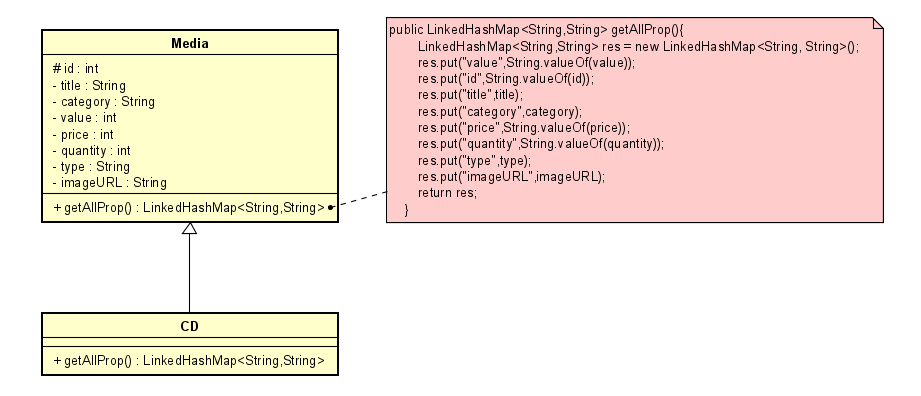 Media
# id : int
- title : String
- category : String
- value : int
- price : int
- quantity : int
- type : String
- imageURL : String
+ getAllProp() : LinkedHashMap<String,String>
public LinkedHashMap<String,String> getAllProp(){
LinkedHashMap<String,String> res = new LinkedHashMap<String, String>();
res.put("value",String.valueOf(value));
res.put("id",String.valueOf(id));
res.put("title",title);
res.put("category",category);
res.put("price",String.valueOf(price));
res.put("quantity",String.valueOf(quantity));
res.put("type",type);
res.put("imageURL",imageURL);
return res;
}
CD
+ getAllProp() : LinkedHashMap<String,String>